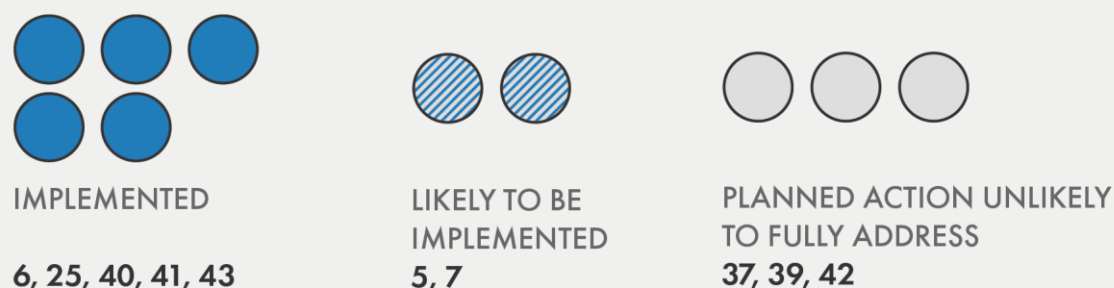 IMPLEMENTED
6, 25, 40, 41, 43
LIKELY TO BE
IMPLEMENTED
5, 7
PLANNED ACTION UNLIKELY
TO FULLY ADDRESS
37, 39, 42